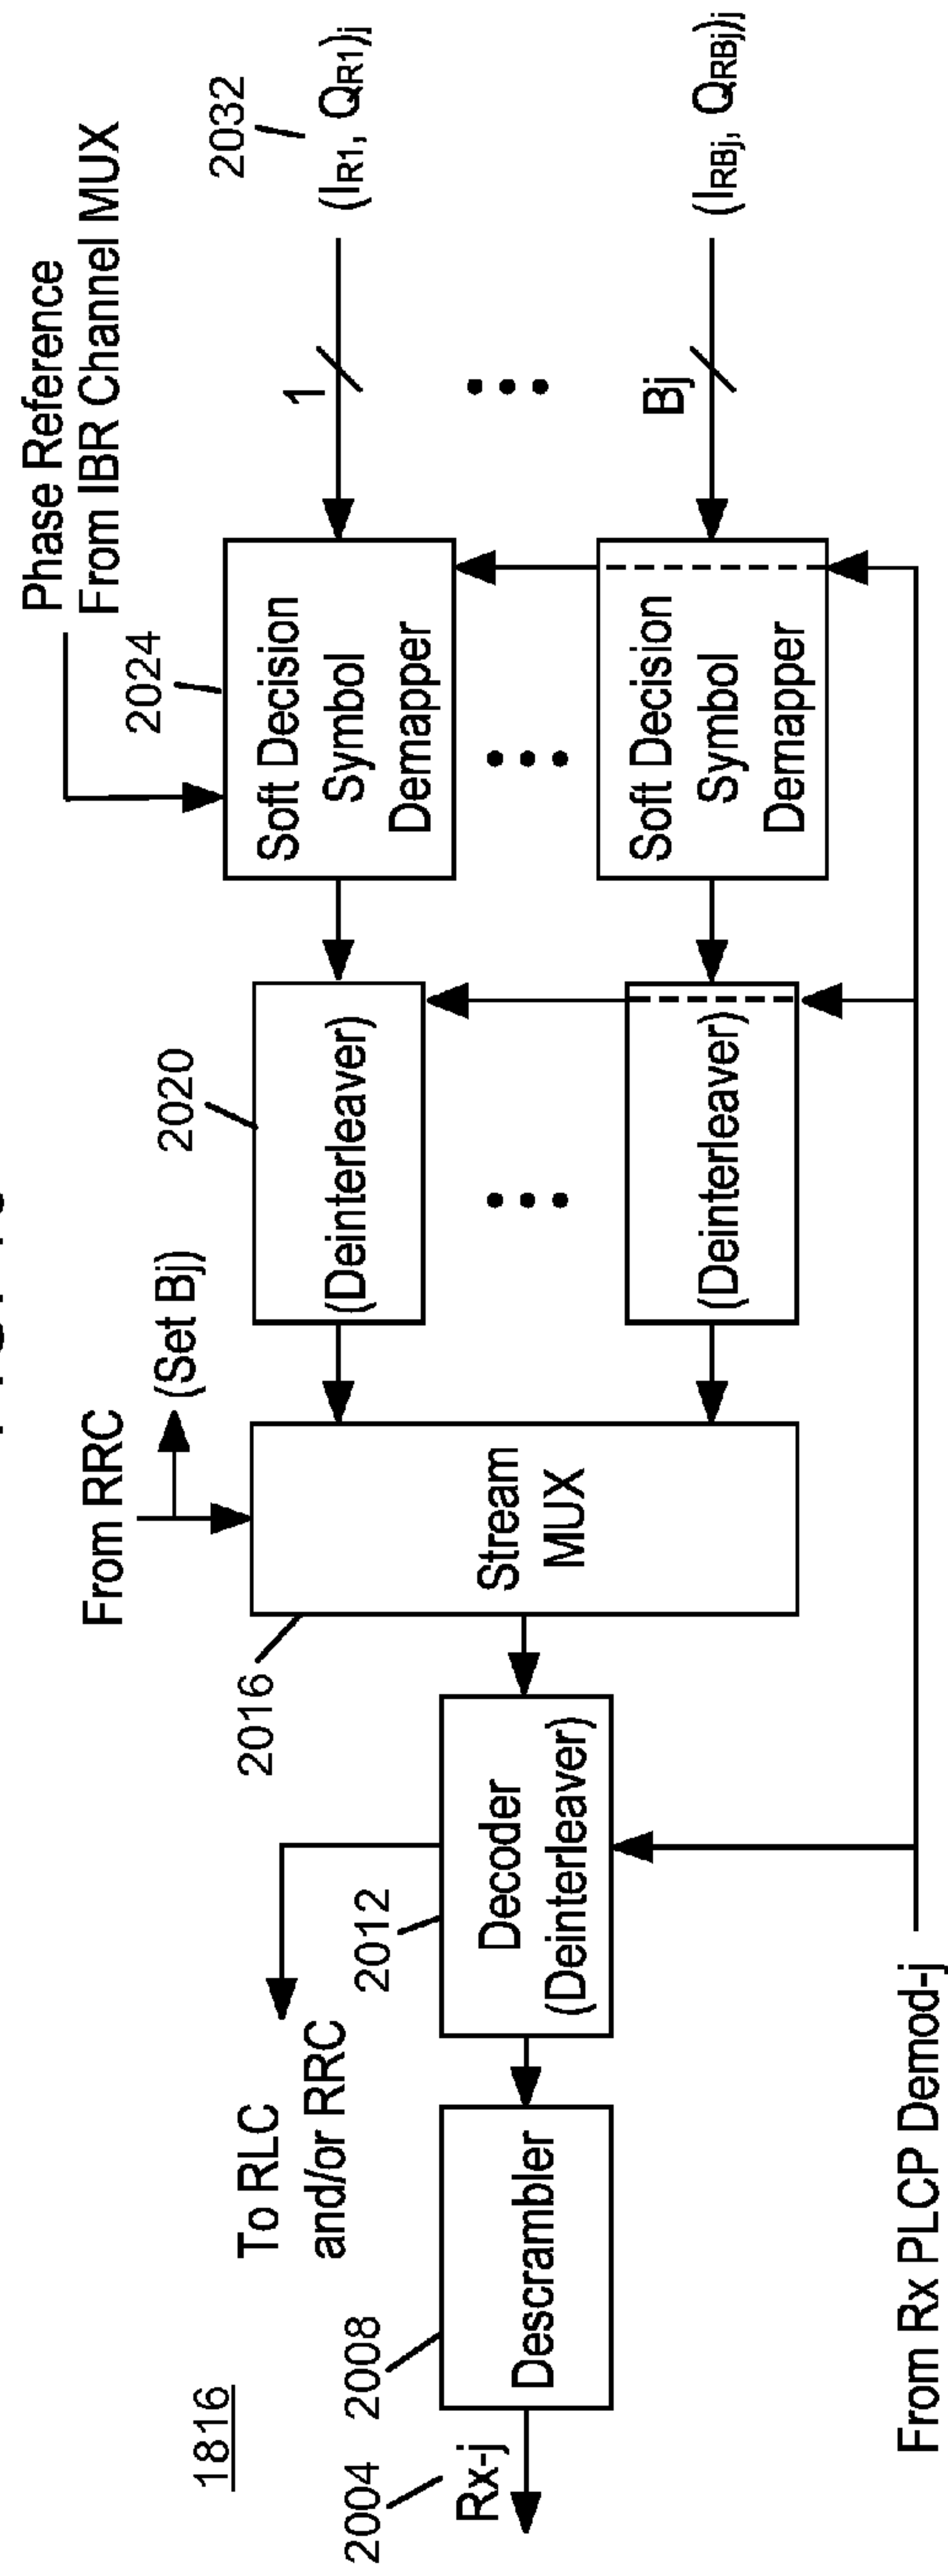 1816
2004
Rx-j
2008
Descrambler
To RLC
and/or RRC
2012
Decoder
(Deinterleaver)
2016
From RRC
(Set Bj)
Stream
MUX
2020
(Deinterleaver)
•••
(Deinterleaver)
Phase Reference
From IBR Channel MUX
2024
Soft Decision
Symbol
Demapper
•••
Soft Decision
Symbol
Demapper
1
•••
Bj
2032
(IR1, QR1)j
(IRBj, QRBj)j
From Rx PLCP Demod-j